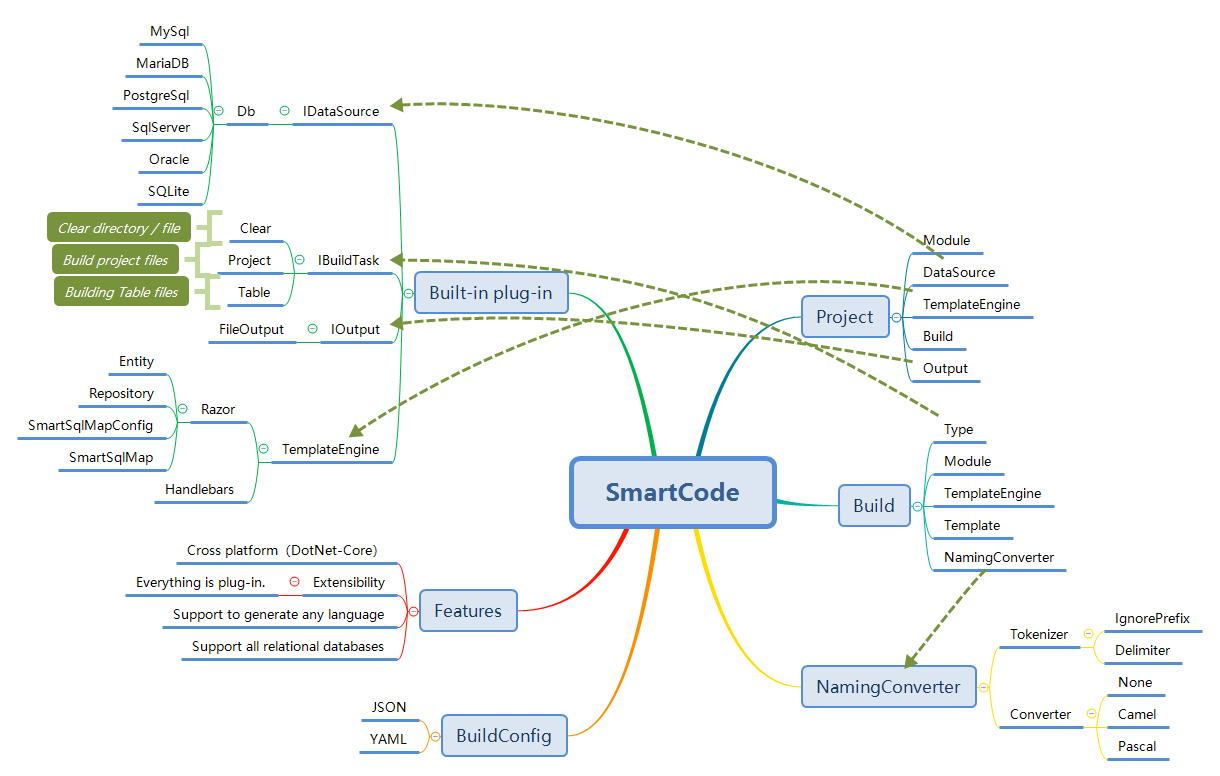 MySql
MariaDB
PostgreSql
SqlServer
Oracle
SQLite
Db
IDataSource
Clear directory / file
Build project files
Building Table files
Clear
Project
Table
IBuildTask
FileOutput
IOutput
Entity
Repository
SmartSqlMapConfig
SmartSqlMap
Razor
Handlebars
TemplateEngine
Built-in plug-in
Project
Module
DataSource
TemplateEngine
Build
Output
SmartCode
Build
Type
Module
TemplateEngine
Template
NamingConverter
Cross platform（DotNet-Core）
Everything is plug-in.
Extensibility
Support to generate any language
Support all relational databases
Features
NamingConverter
Tokenizer
IgnorePrefix
Delimiter
Converter
None
Camel
Pascal
JSON
YAML
BuildConfig